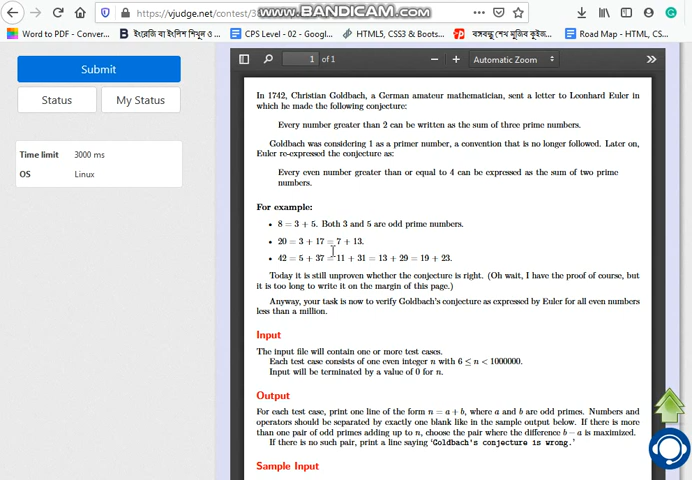 https://vjudge.net/contest/3
WWW.BANDICAM.COM
Word to PDF - Conver...
ইংরেজি বা ইংলিশ শিখুন ও ...
CPS Level - 02 - Googl...
HTML5, CSS3 & Boots...
বঙ্গবন্ধু শেখ মুজিব কুইজ...
Road Map - HTML, C...
Submit
Status
My Status
Time limit 3000 ms
OS Linux
1 of 1
Automatic Zoom
In 1742, Christian Goldbach, a German amateur mathematician, sent a letter to Leonhard Euler in
which he made the following conjecture:
Every number greater than 2 can be written as the sum of three prime numbers.
Goldbach was considering 1 as a primer number, a convention that is no longer followed. Later on,
Euler re-expressed the conjecture as:
Every even number greater than or equal to 4 can be expressed as the sum of two prime
numbers.
For example:
• 8 = 3 + 5. Both 3 and 5 are odd prime numbers.
• 20 = 3 + 17 = 7 + 13.
• 42 = 5 + 37 = 11 + 31 = 13 + 29 = 19 + 23.
Today it is still unproven whether the conjecture is right. (Oh wait, I have the proof of course, but
it is too long to write it on the margin of this page.)
Anyway, your task is now to verify Goldbach's conjecture as expressed by Euler for all even numbers
less than a million.
Input
The input file will contain one or more test cases.
Each test case consists of one even integer n with 6 ≤ n < 1000000.
Input will be terminated by a value of 0 for n.
Output
For each test case, print one line of the form n = a + b, where a and b are odd primes. Numbers and
operators should be separated by exactly one blank like in the sample output below. If there is more
than one pair of odd primes adding up to n, choose the pair where the difference b − a is maximized.
If there is no such pair, print a line saying 'Goldbach's conjecture is wrong.'
Sample Input